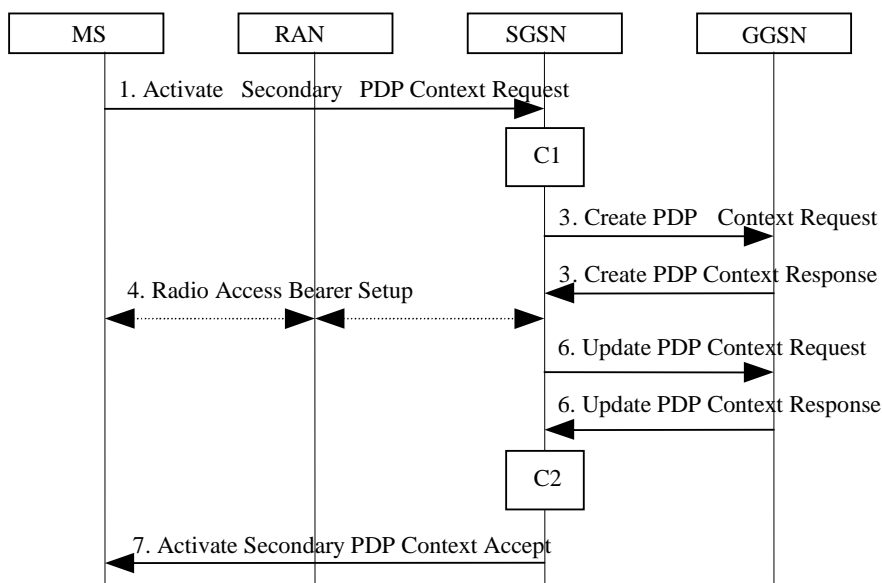 MS
RAN
SGSN
GGSN
1. Activate Secondary PDP Context Request
C1
3. Create PDP Context Request
3. Create PDP Context Response
4. Radio Access Bearer Setup
6. Update PDP Context Request
6. Update PDP Context Response
C2
7. Activate Secondary PDP Context Accept